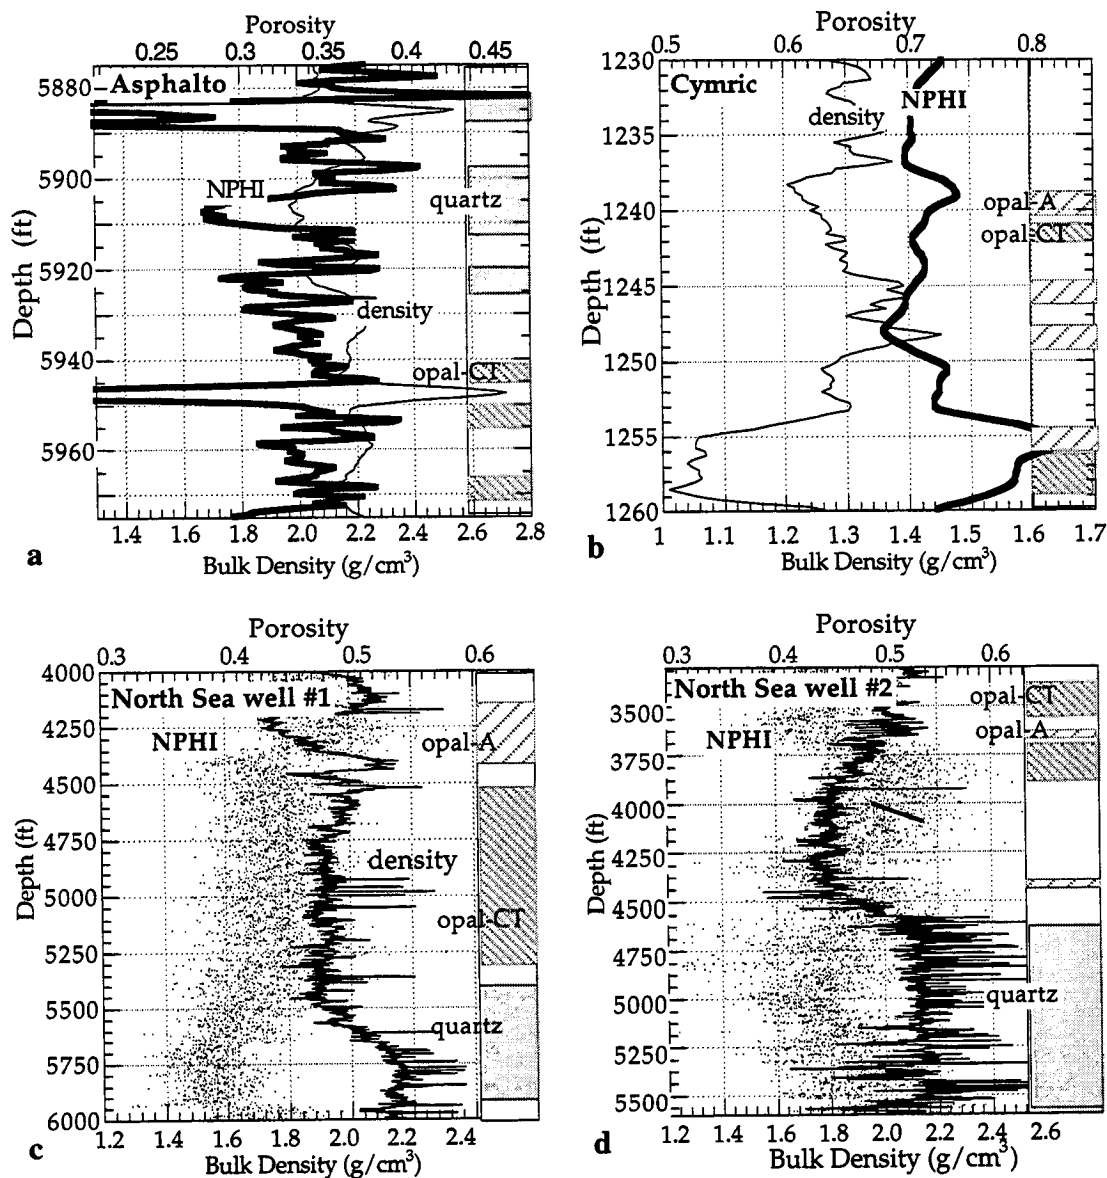 Porosity
0.25 0.3 0.35 0.4 0.45
Asphalto
5880
5900
5920
5940
5960
Depth (ft)
NPHI
quartz
density
opal-CT
1.4 1.6 1.8 2.0 2.2 2.4 2.6 2.8
Bulk Density (g/cm³)
a
Porosity
0.5 0.6 0.7 0.8
Cymric
1230
1235
1240
1245
1250
1255
1260
Depth (ft)
density
NPHI
opal-A
opal-CT
1 1.1 1.2 1.3 1.4 1.5 1.6 1.7
Bulk Density (g/cm³)
b
Porosity
0.3 0.4 0.5 0.6
North Sea well #1
4000
4250
4500
4750
5000
5250
5500
5750
6000
Depth (ft)
NPHI
opal-A
density
opal-CT
quartz
1.2 1.4 1.6 1.8 2.0 2.2 2.4
Bulk Density (g/cm³)
c
Porosity
0.3 0.4 0.5 0.6
North Sea well #2
3500
3750
4000
4250
4500
4750
5000
5250
5500
Depth (ft)
NPHI
opal-CT
opal-A
quartz
1.2 1.4 1.6 1.8 2.0 2.2 2.4 2.6
Bulk Density (g/cm³)
d